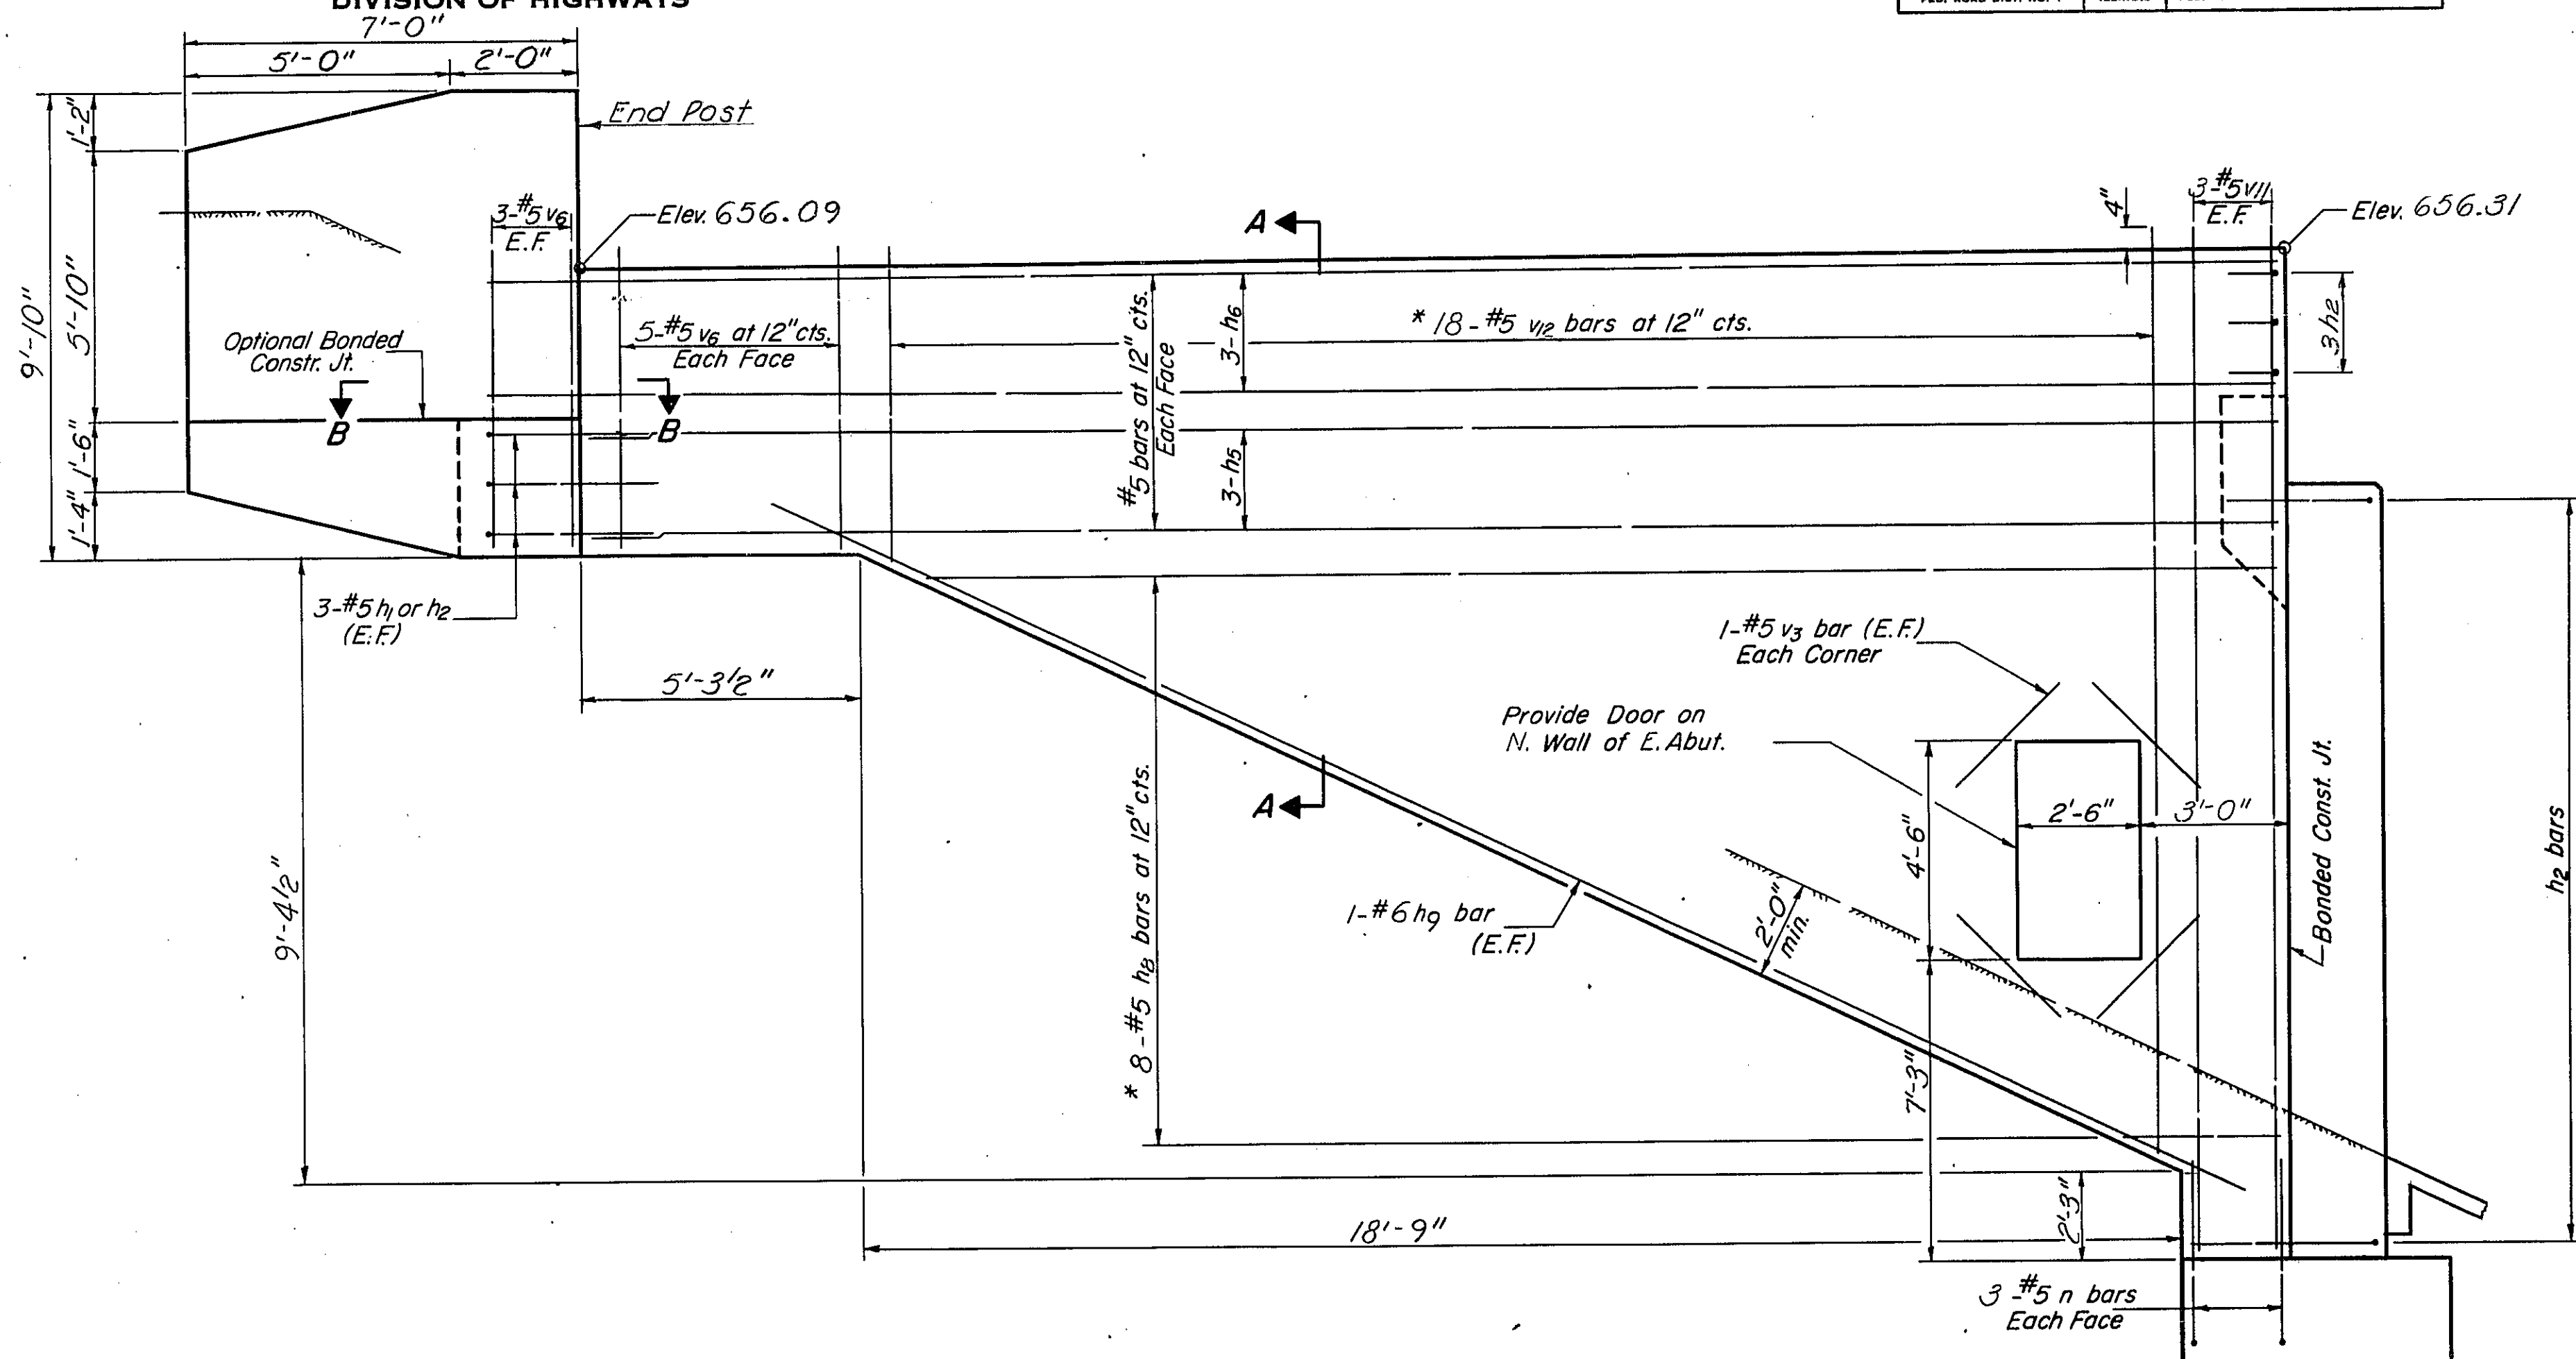 DIVISION OF HIGHWAYS
7'-0"
5'-0"
2'-0"
End Post
1'-2"
9'-10"
5'-10"
1'-6"
1'-4"
3-#5 v6
E.F.
Elev. 656.09
A
4"
3-#5 v11
E.F.
Elev. 656.31
Optional Bonded
Constr. Jt.
5-#5 v6 at 12" cts.
Each Face
#5 bars at 12" cts.
Each Face
3-h6
* 18-#5 v12 bars at 12" cts.
3 h2
B
B
3-h5
3-#5 h1 or h2
(E.F.)
5'-3½"
1-#5 v3 bar (E.F.)
Each Corner
Provide Door on
N. Wall of E. Abut.
A
2'-6"
3'-0"
4'-6"
Bonded Const. Jt.
h2 bars
9'-4½"
* 8-#5 h8 bars at 12" cts.
1-#6 h9 bar
(E.F.)
2'-0"
min.
7'-3"
2'-3"
18'-9"
3-#5 n bars
Each Face